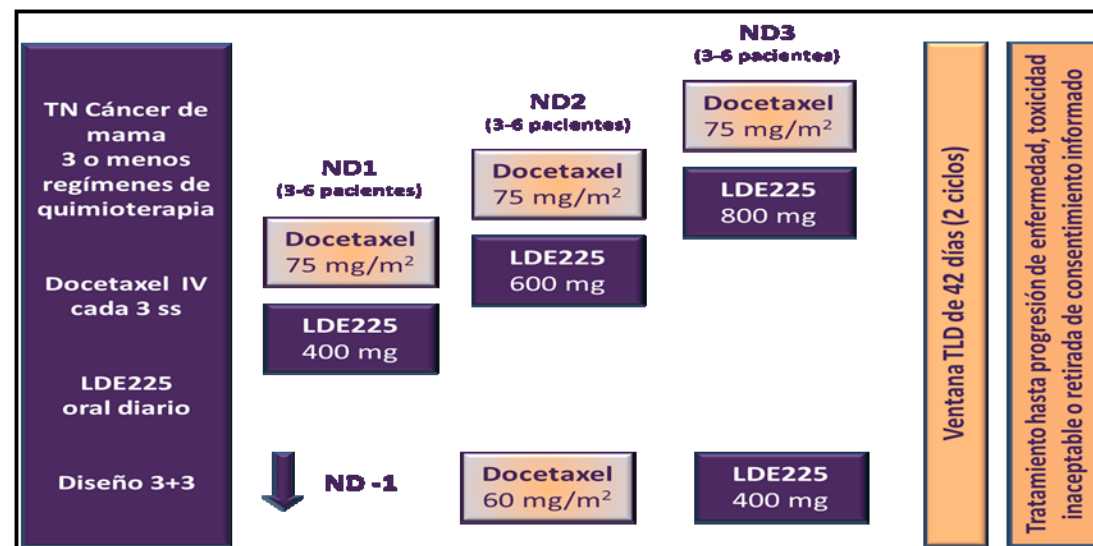 TN Cáncer de
mama
3 o menos
regímenes de
quimioterapia
Docetaxel IV
cada 3 ss
LDE225
oral diario
Diseño 3+3
ND1
(3-6 pacientes)
Docetaxel
75 mg/m²
LDE225
400 mg
ND2
(3-6 pacientes)
Docetaxel
75 mg/m²
LDE225
600 mg
ND3
(3-6 pacientes)
Docetaxel
75 mg/m²
LDE225
800 mg
ND -1
Docetaxel
60 mg/m²
LDE225
400 mg
Ventana TLD de 42 días (2 ciclos)
Tratamiento hasta progresión de enfermedad, toxicidad
inaceptable o retirada de consentimiento informado